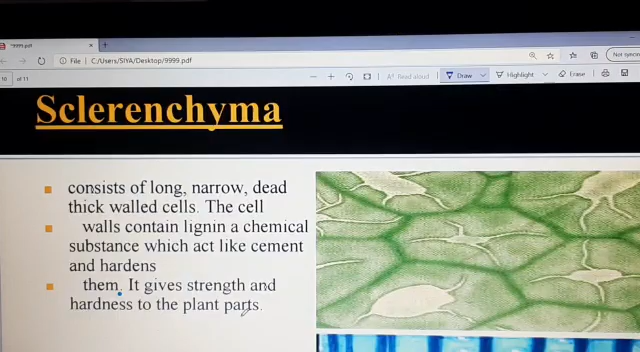 9999.pdf
File | C:/Users/SIYA/Desktop/9999.pdf
Not
10 of 11
Read aloud
Draw
Highlight
Erase
Sclerenchyma
consists of long, narrow, dead
thick walled cells. The cell
walls contain lignin a chemical
substance which act like cement
and hardens
them. It gives strength and
hardness to the plant parts.